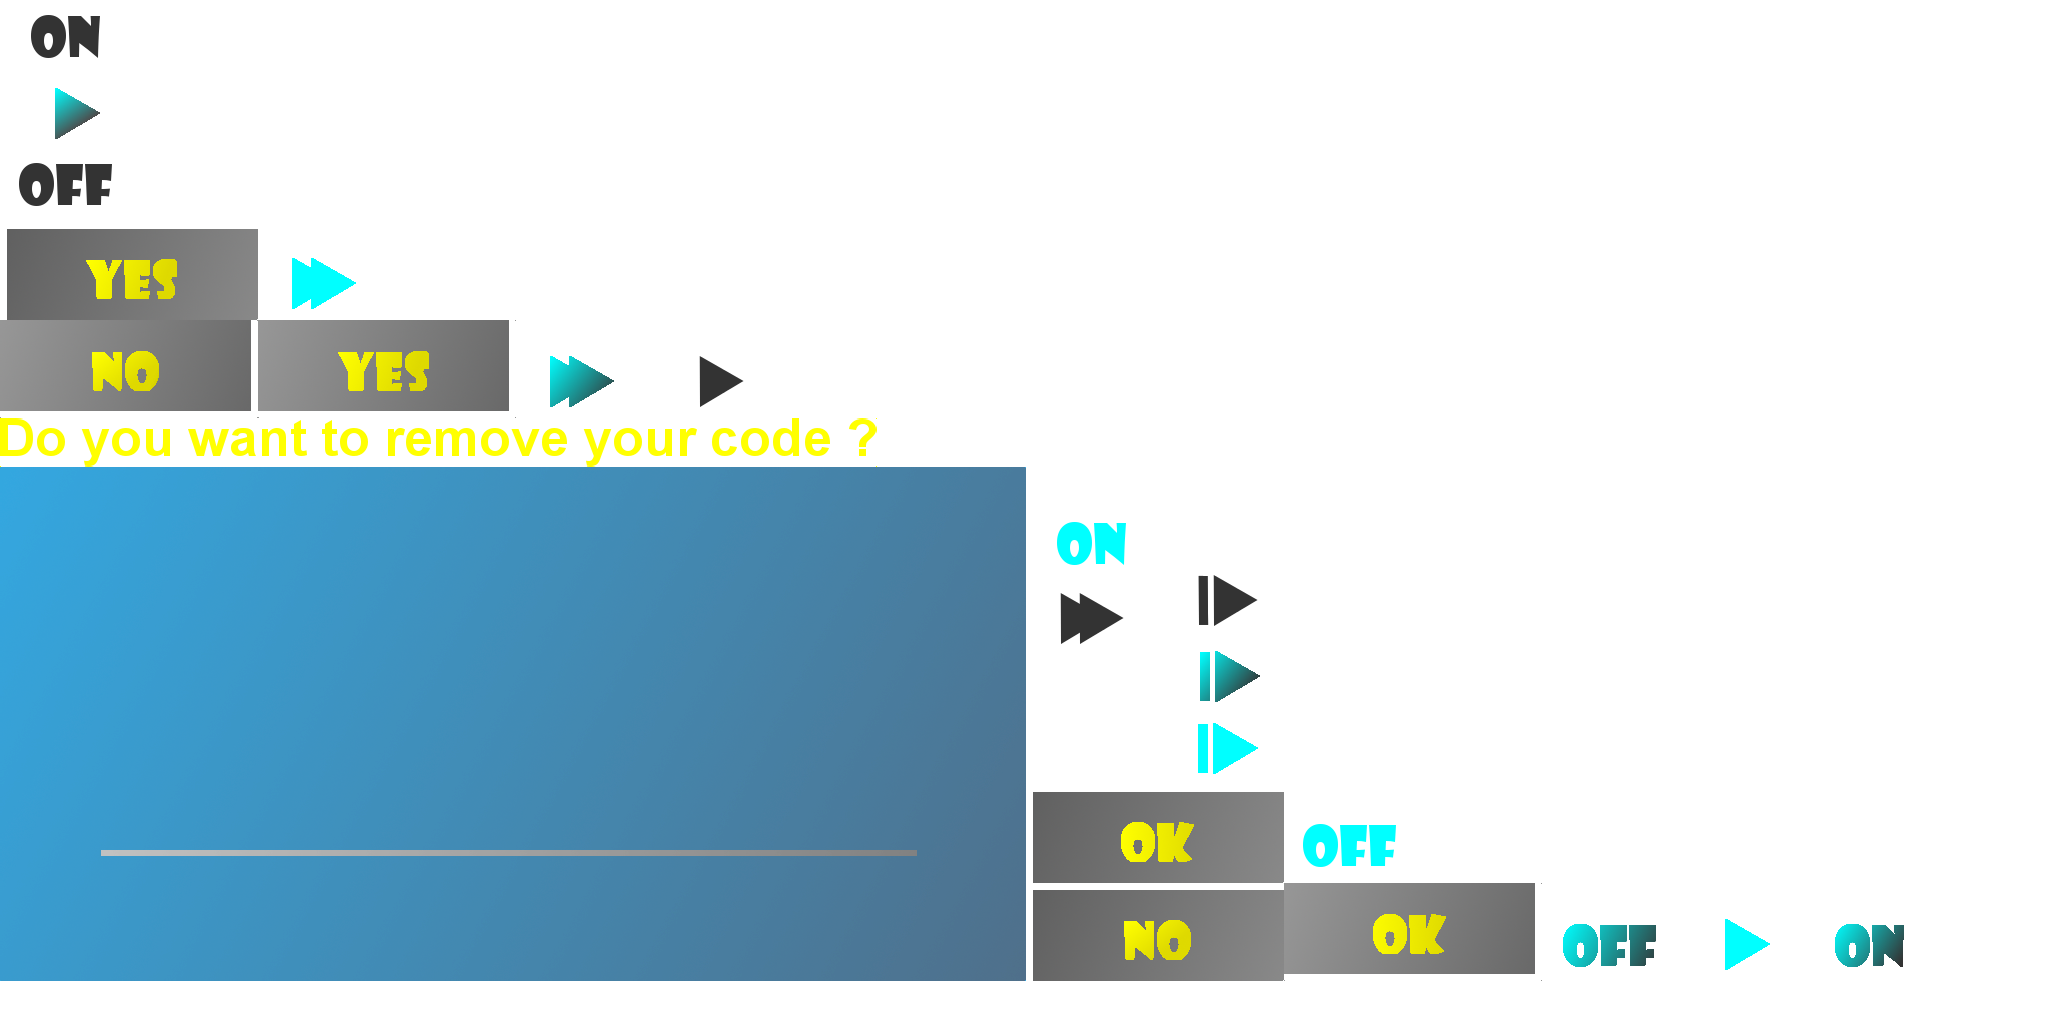 ON
OFF
YES
NO YES
Do you want to remove your code ?
ON
OK OFF
NO OK OFF ON